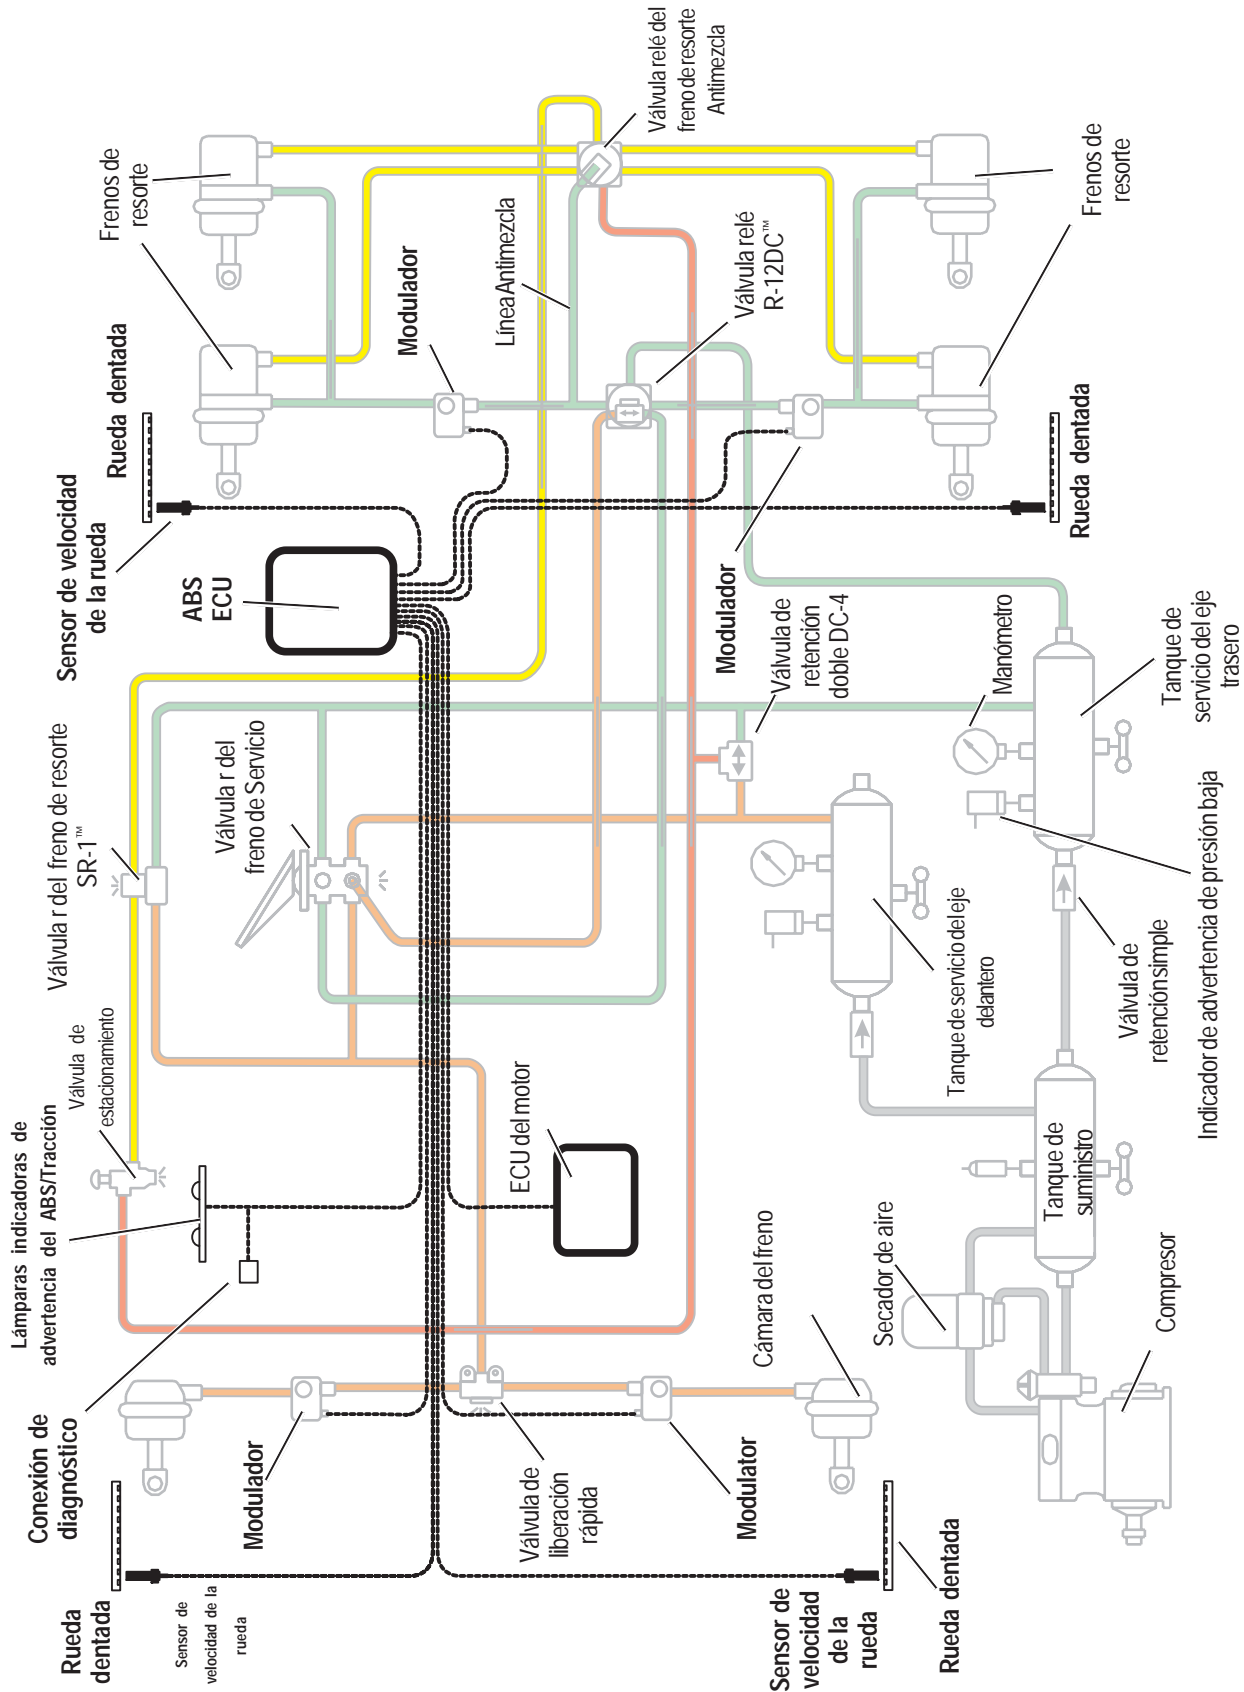 Lámparas indicadoras de
advertencia del ABS/Tracción
Válvula de
estacionamiento
Válvula r del freno de resorte
SR-1™
Sensor de velocidad
de la rueda
Rueda dentada
Frenos de
resorte
Conexión de
diagnóstico
ABS
ECU
Válvula r del
freno de Servicio
Modulador
Línea Antimezcla
Válvula relé del
freno de resorte
Antimezcla
Rueda
dentada
Sensor de
velocidad de la
rueda
Modulador
Válvula de
liberación
rápida
ECU del motor
Válvula relé
R-12DC™
Modulator
Cámara del freno
Tanque de servicio del eje
delantero
Modulador
Válvula de
retención
doble DC-4
Sensor de
velocidad
de la
rueda
Rueda dentada
Secador de aire
Tanque de
suministro
Válvula de
retención simple
Manómetro
Rueda dentada
Frenos de
resorte
Compresor
Indicador de advertencia de presión baja
Tanque de
servicio del eje
trasero